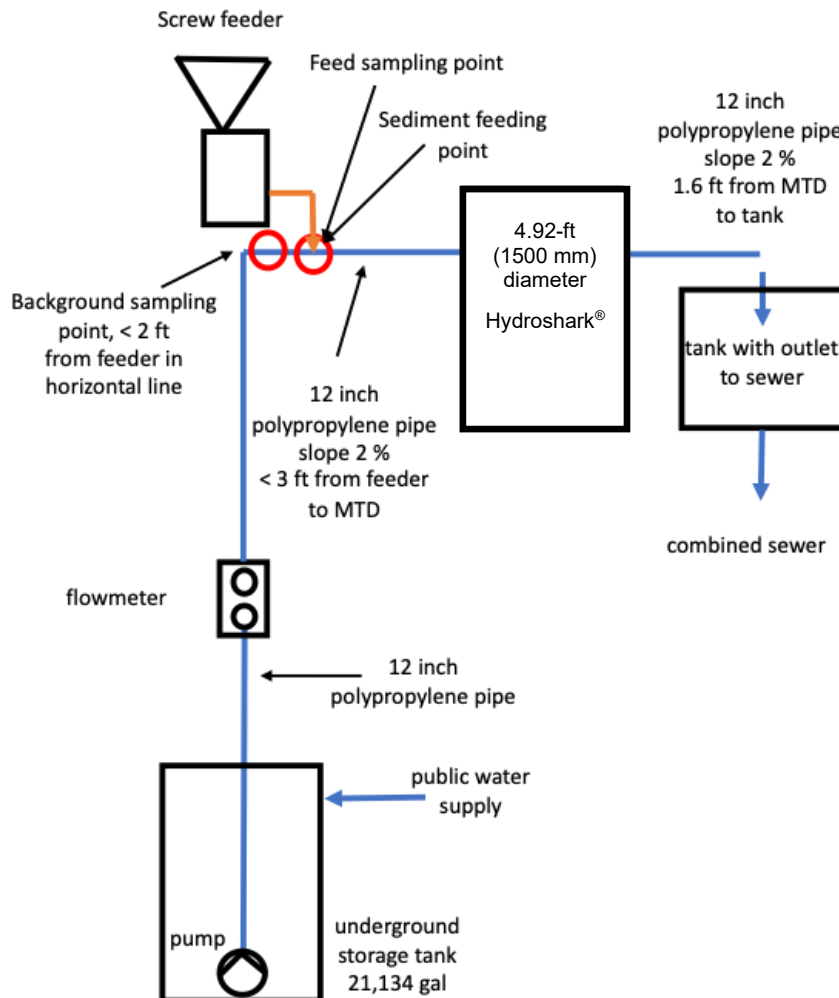 Screw feeder
Feed sampling point
Sediment feeding
point
12 inch
polypropylene pipe
slope 2 %
1.6 ft from MTD
to tank
4.92-ft
(1500 mm)
diameter
Hydroshark®
Background sampling
point, < 2 ft
from feeder in
horizontal line
tank with outlet
to sewer
12 inch
polypropylene pipe
slope 2 %
< 3 ft from feeder
to MTD
combined sewer
flowmeter
12 inch
polypropylene pipe
public water
supply
pump
underground
storage tank
21,134 gal